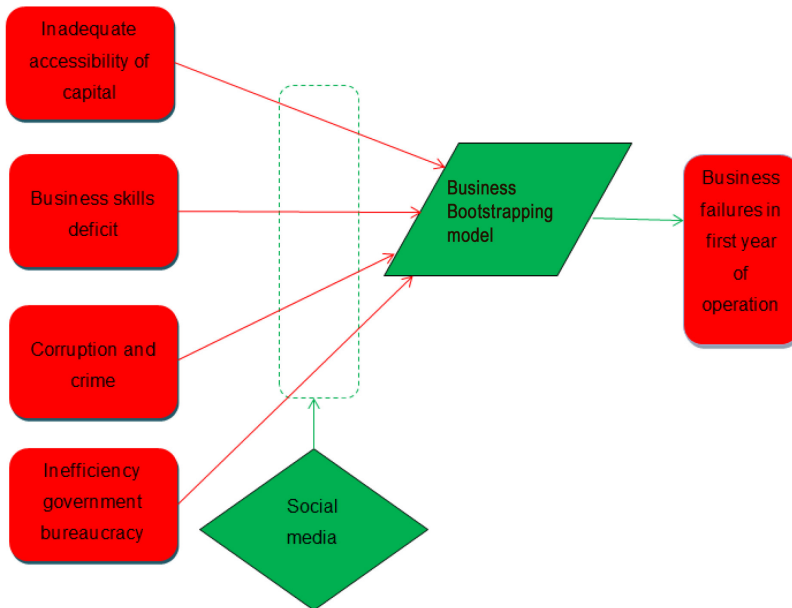 Inadequate
accessibility of
capital
Business skills
deficit
Corruption and
crime
Inefficiency
government
bureaucracy
Social
media
Business
Bootstrapping
model
Business
failures in
first year
of
operation